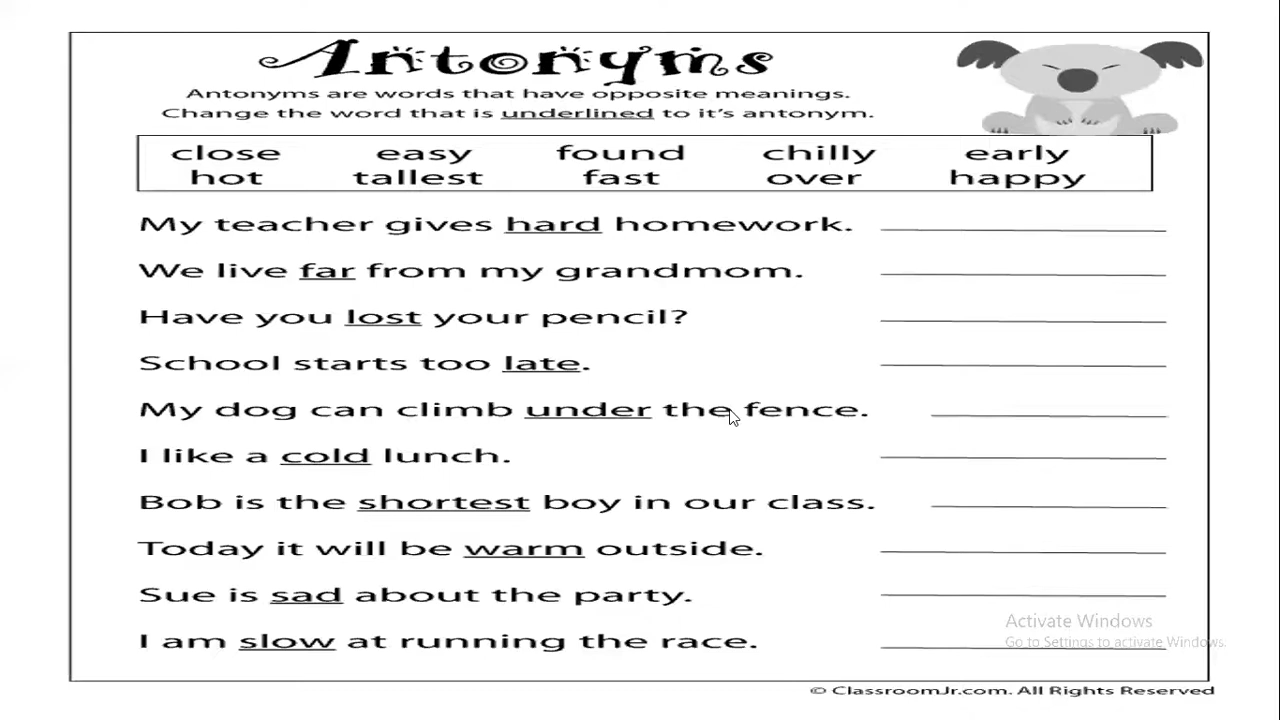 Antonyms
Antonyms are words that have opposite meanings.
Change the word that is underlined to it's antonym.
close easy found chilly early
hot tallest fast over happy
My teacher gives hard homework.
We live far from my grandmom.
Have you lost your pencil?
School starts too late.
My dog can climb under the fence.
I like a cold lunch.
Bob is the shortest boy in our class.
Today it will be warm outside.
Sue is sad about the party.
I am slow at running the race.
Activate Windows
Go to Settings to activate Windows.
© ClassroomJr.com. All Rights Reserved